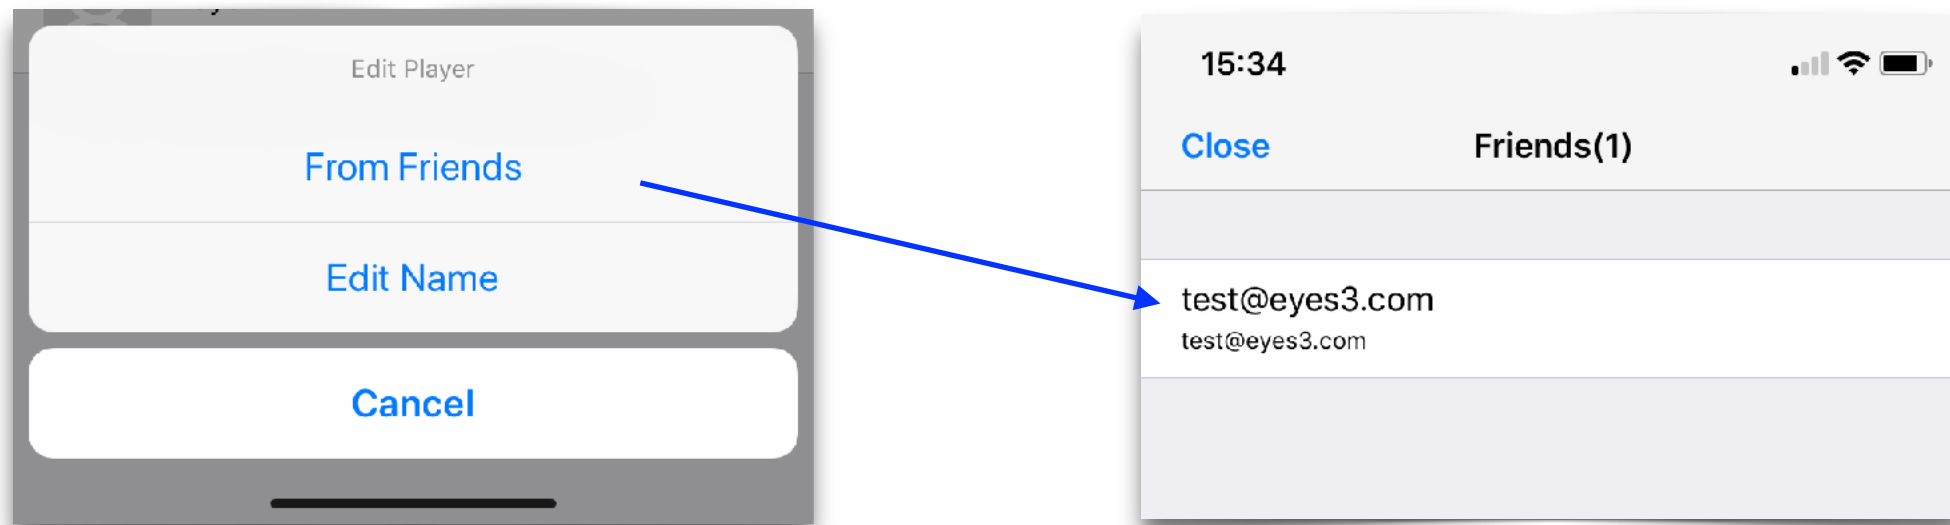 Edit Player
From Friends
Edit Name
Cancel
15:34
Close
Friends(1)
test@eyes3.com
test@eyes3.com